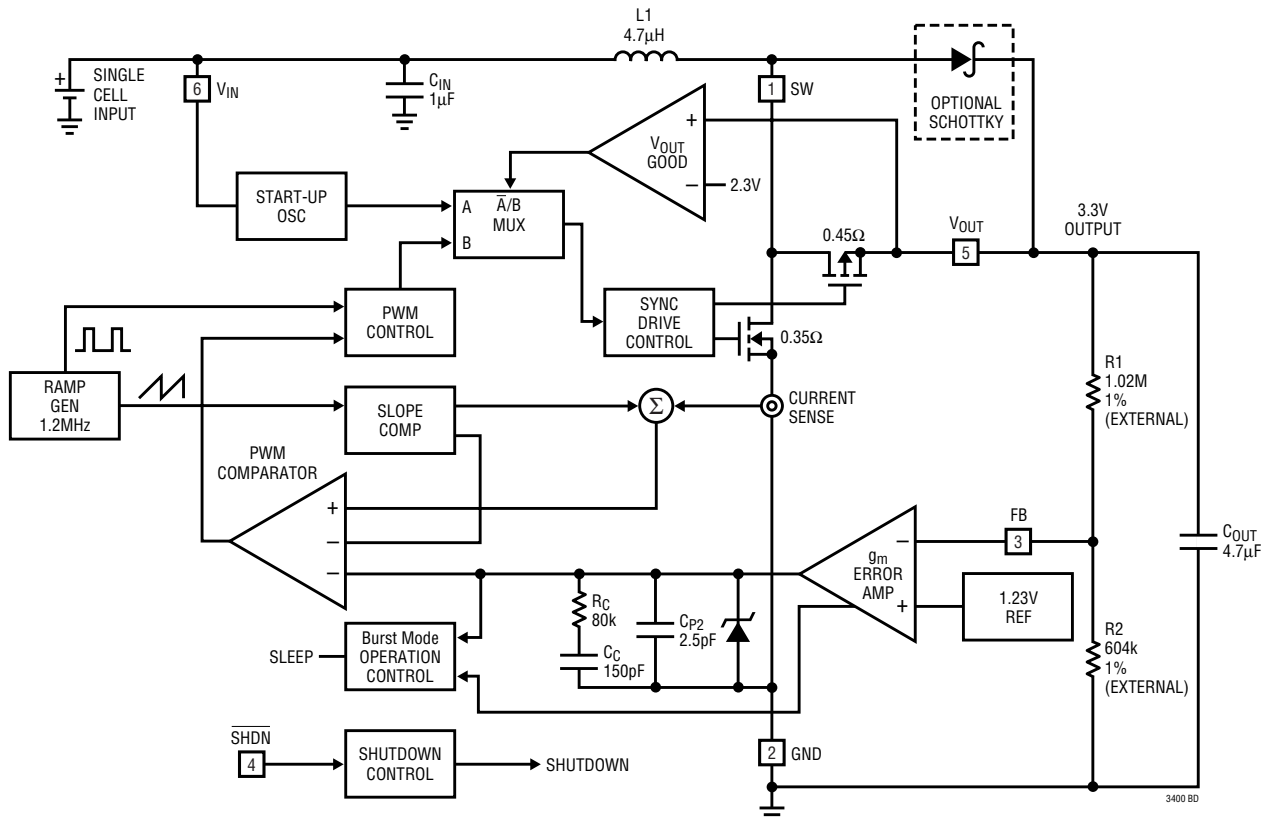 L1
4.7µH
+
SINGLE
CELL
INPUT
6
VIN
CIN
1µF
1
SW
OPTIONAL
SCHOTTKY
VOUT
GOOD
+
–
2.3V
START-UP
OSC
A
B
A̅/B
MUX
3.3V
OUTPUT
VOUT
5
0.45Ω
PWM
CONTROL
SYNC
DRIVE
CONTROL
0.35Ω
RAMP
GEN
1.2MHz
SLOPE
COMP
Σ
CURRENT
SENSE
R1
1.02M
1%
(EXTERNAL)
PWM
COMPARATOR
+
–
–
FB
3
gm
ERROR
AMP
–
+
1.23V
REF
COUT
4.7µF
RC
80k
CC
150pF
CP2
2.5pF
R2
604k
1%
(EXTERNAL)
SLEEP
Burst Mode
OPERATION
CONTROL
S̅H̅D̅N̅
4
SHUTDOWN
CONTROL
SHUTDOWN
2
GND
3400 BD